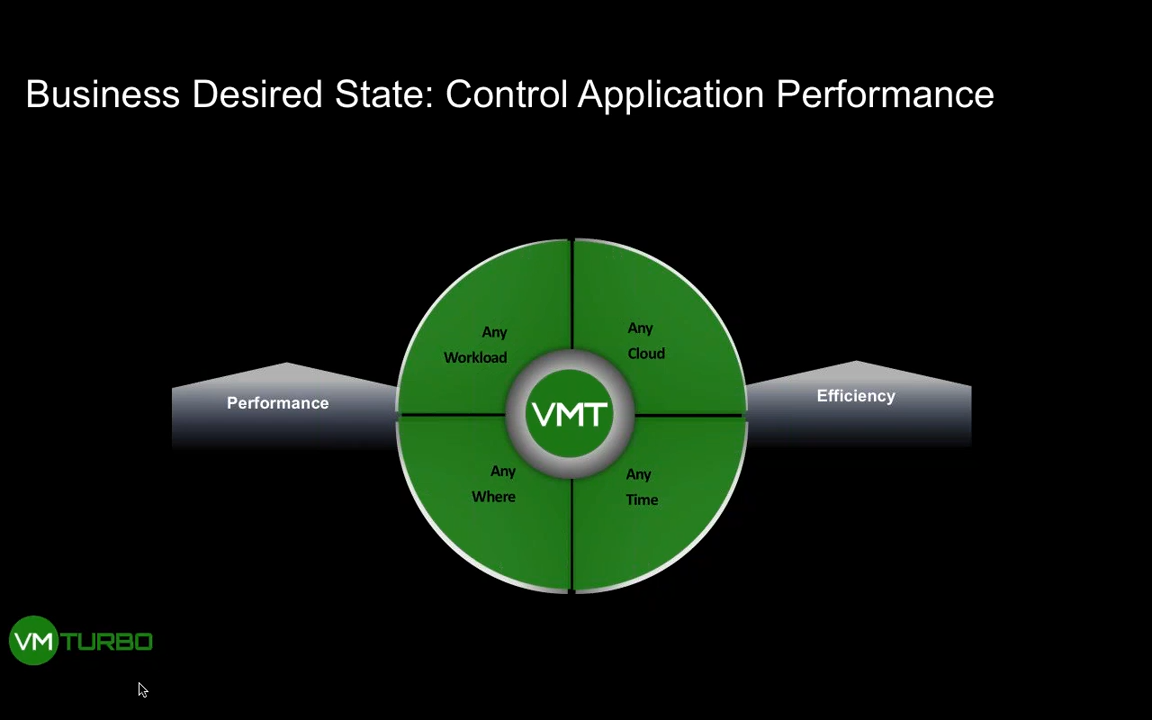 Business Desired State: Control Application Performance
Any
Workload
Any
Cloud
Performance
VMT
Efficiency
Any
Where
Any
Time
VMTURBO